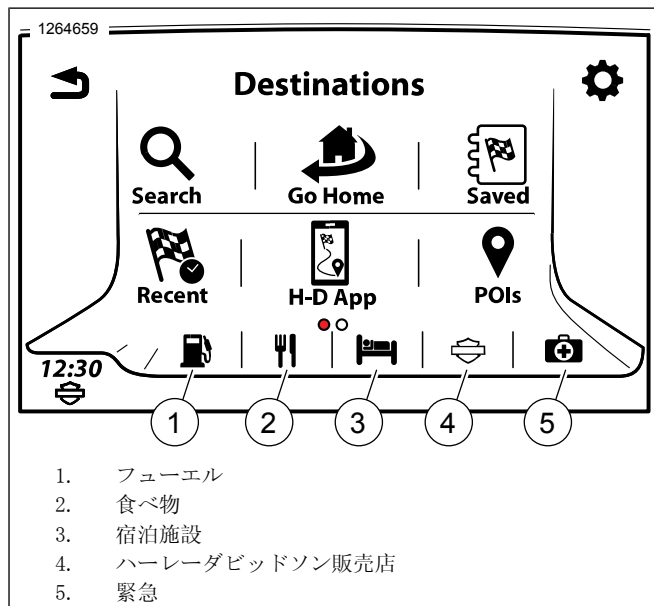 1264659
Destinations
Search Go Home Saved
Recent H-D App POIs
12:30
1 2 3 4 5
1. フューエル
2. 食べ物
3. 宿泊施設
4. ハーレーダビッドソン販売店
5. 緊急